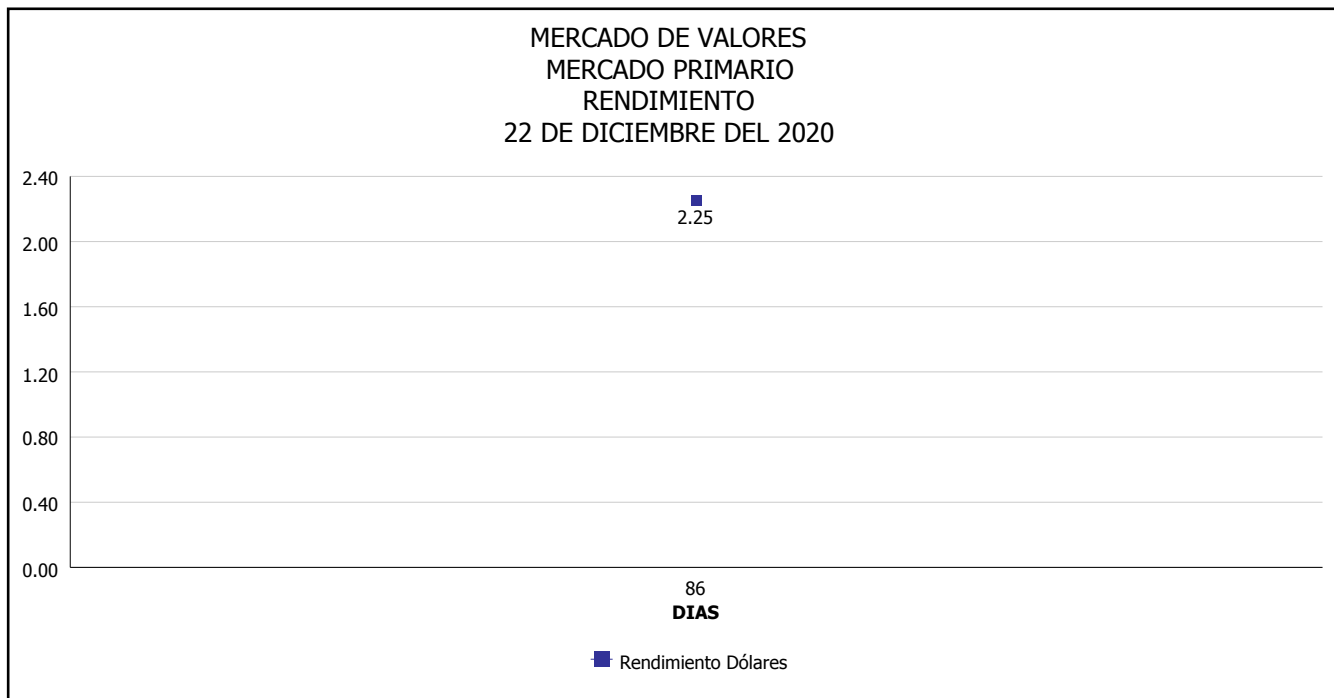 MERCADO DE VALORES
MERCADO PRIMARIO
RENDIMIENTO
22 DE DICIEMBRE DEL 2020
2.40
2.25
2.00
1.60
1.20
0.80
0.40
0.00
86
DIAS
Rendimiento Dólares